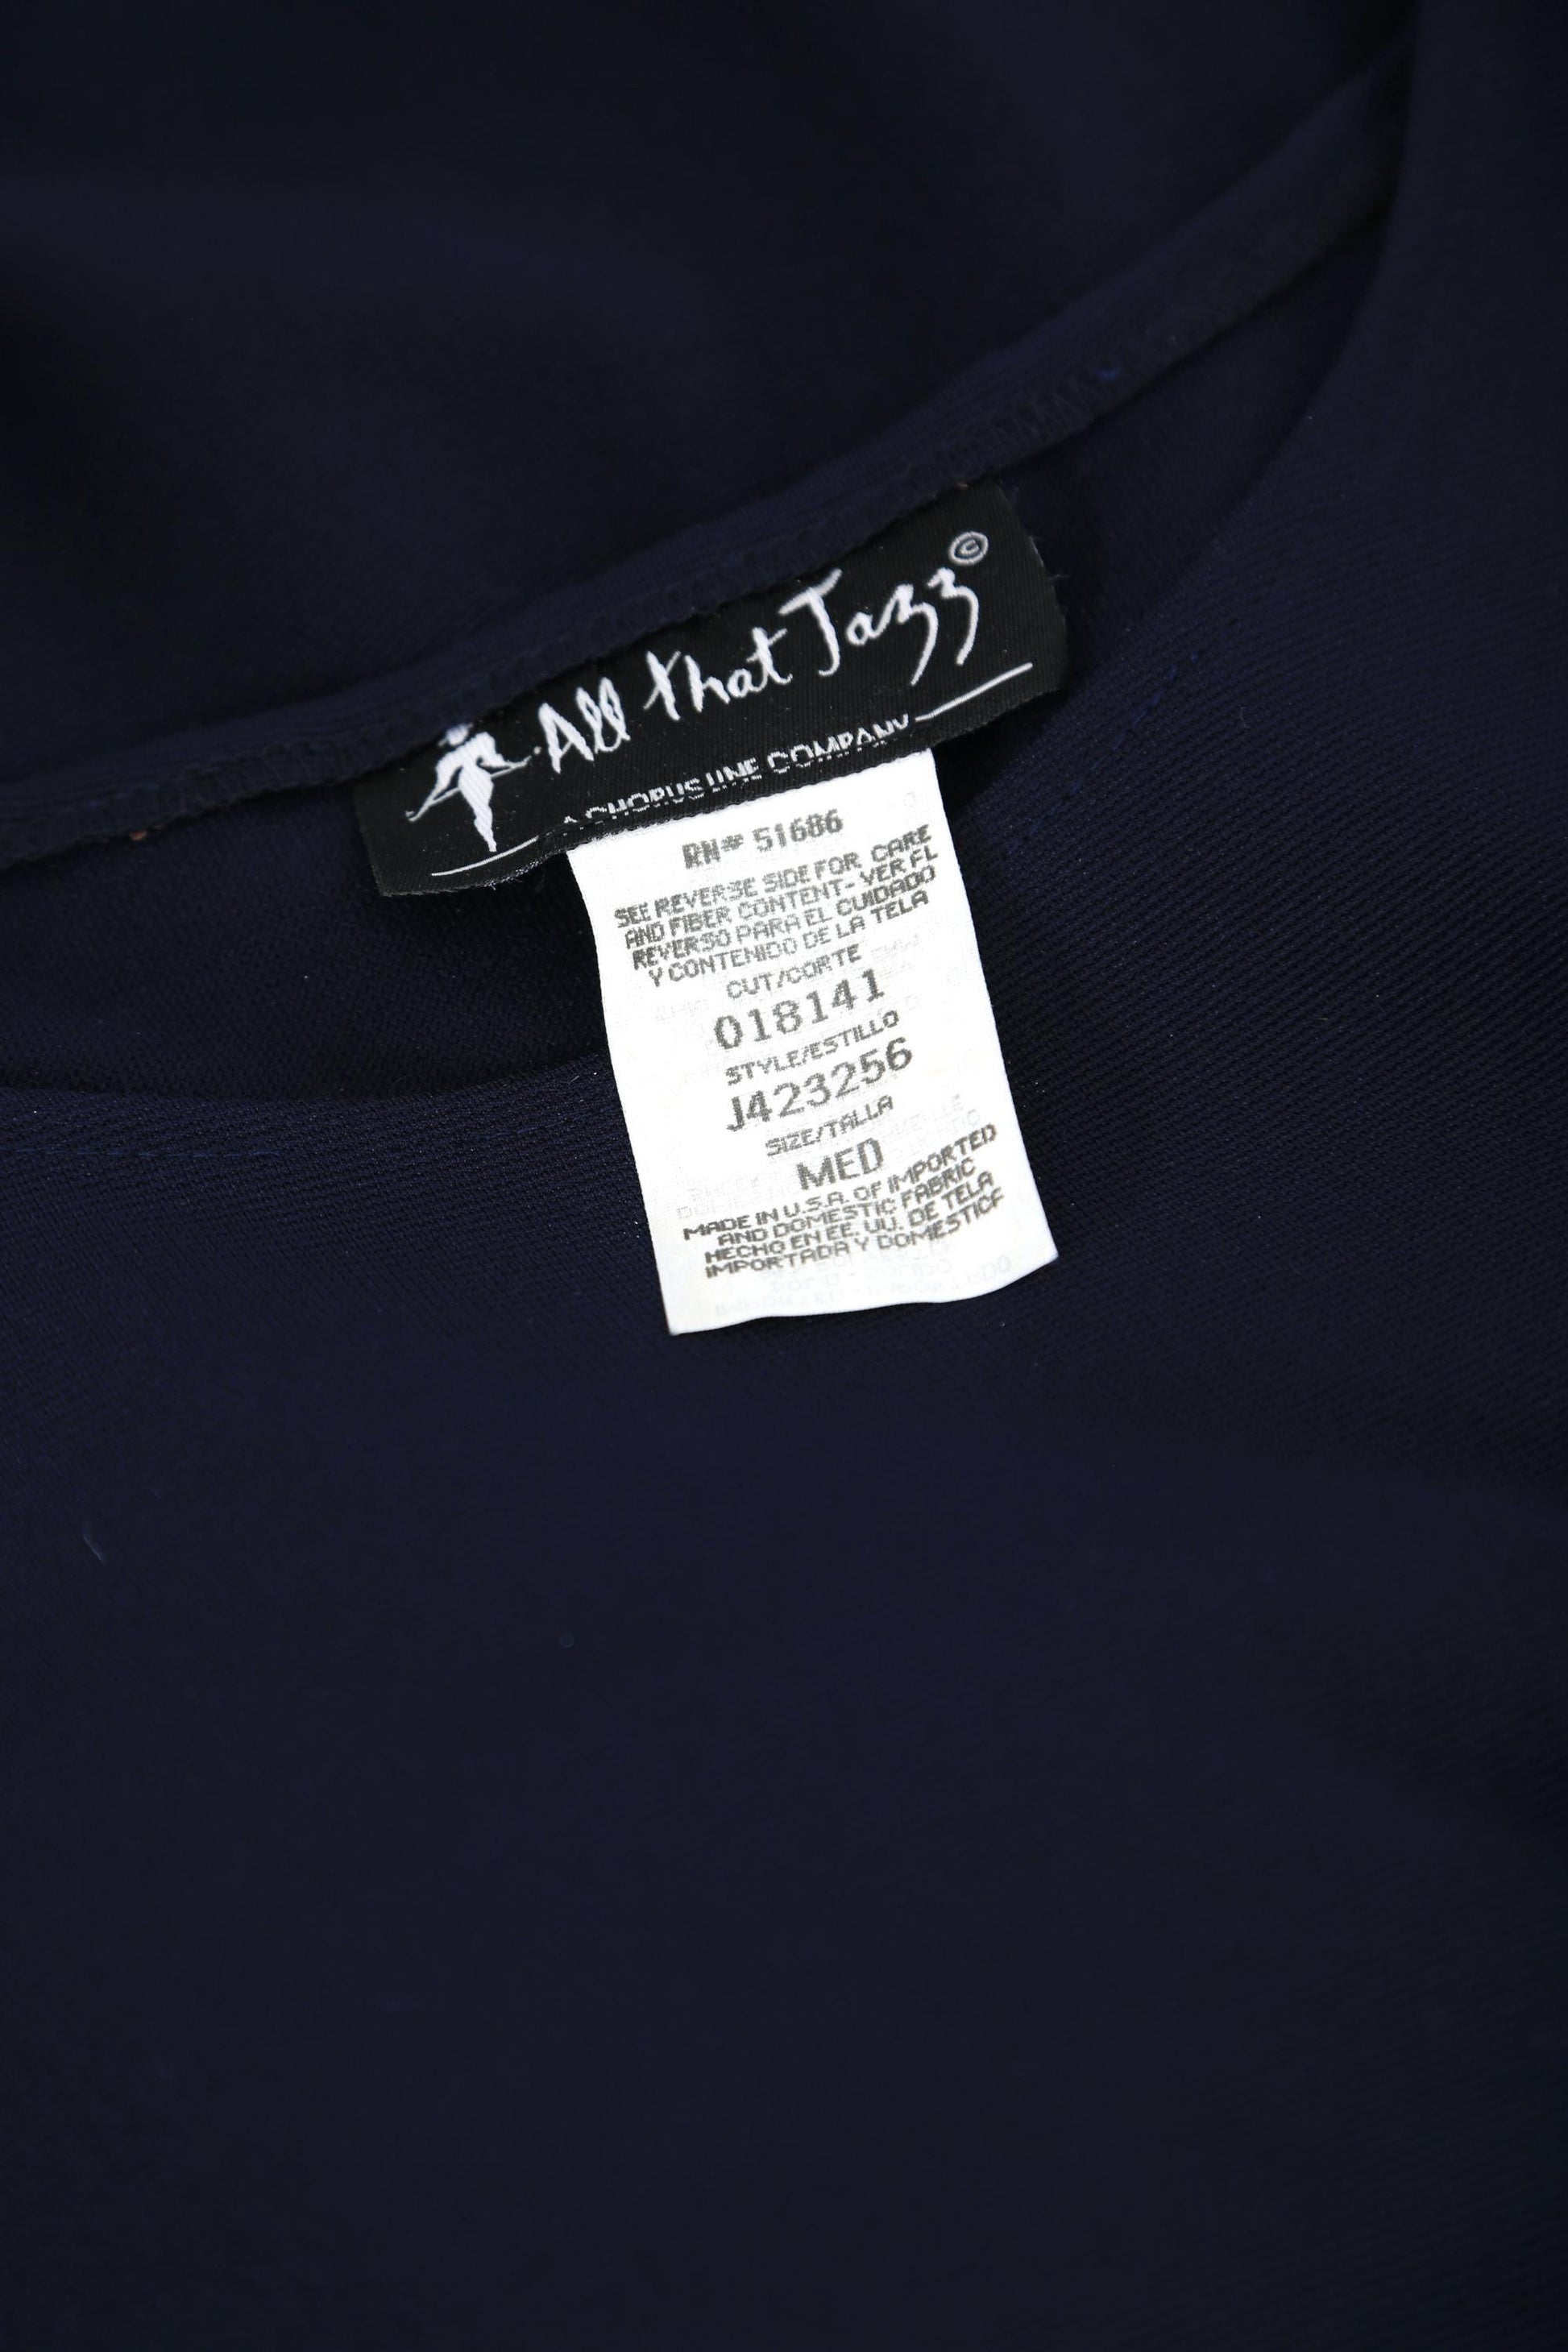 All that Jazz ©
A CHORUS LINE COMPANY
RN# 51686
SEE REVERSE SIDE FOR CARE
AND FIBER CONTENT- VER FL
REVERSO PARA EL CUIDADO
Y CONTENIDO DE LA TELA
CUT/CORTE
018141
STYLE/ESTILLO
J423256
SIZE/TALLA
MED
MADE IN U.S.A. OF IMPORTED
AND DOMESTIC FABRIC
HECHO EN EE. UU. DE TELA
IMPORTADA Y DOMESTICF